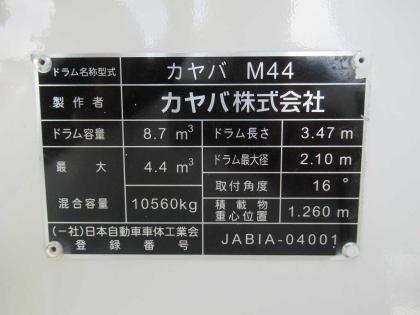 ドラム名称型式 カヤバ M44
製作者 カヤバ株式会社
ドラム容量 8.7 m³ ドラム長さ 3.47 m
最大 4.4 m³ ドラム最大径 2.10 m
混合容量 10560kg 取付角度 16°
積載物重心位置 1.260 m
(一社)日本自動車車体工業会
登録番号 JABIA-04001